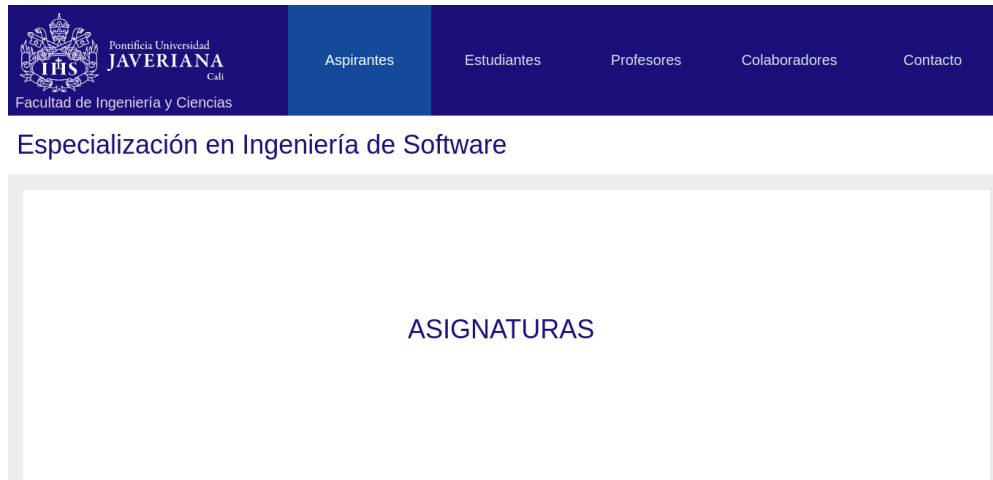 Pontificia Universidad
JAVERIANA
Cali
IHS
Facultad de Ingeniería y Ciencias
Aspirantes
Estudiantes
Profesores
Colaboradores
Contacto
Especialización en Ingeniería de Software
ASIGNATURAS